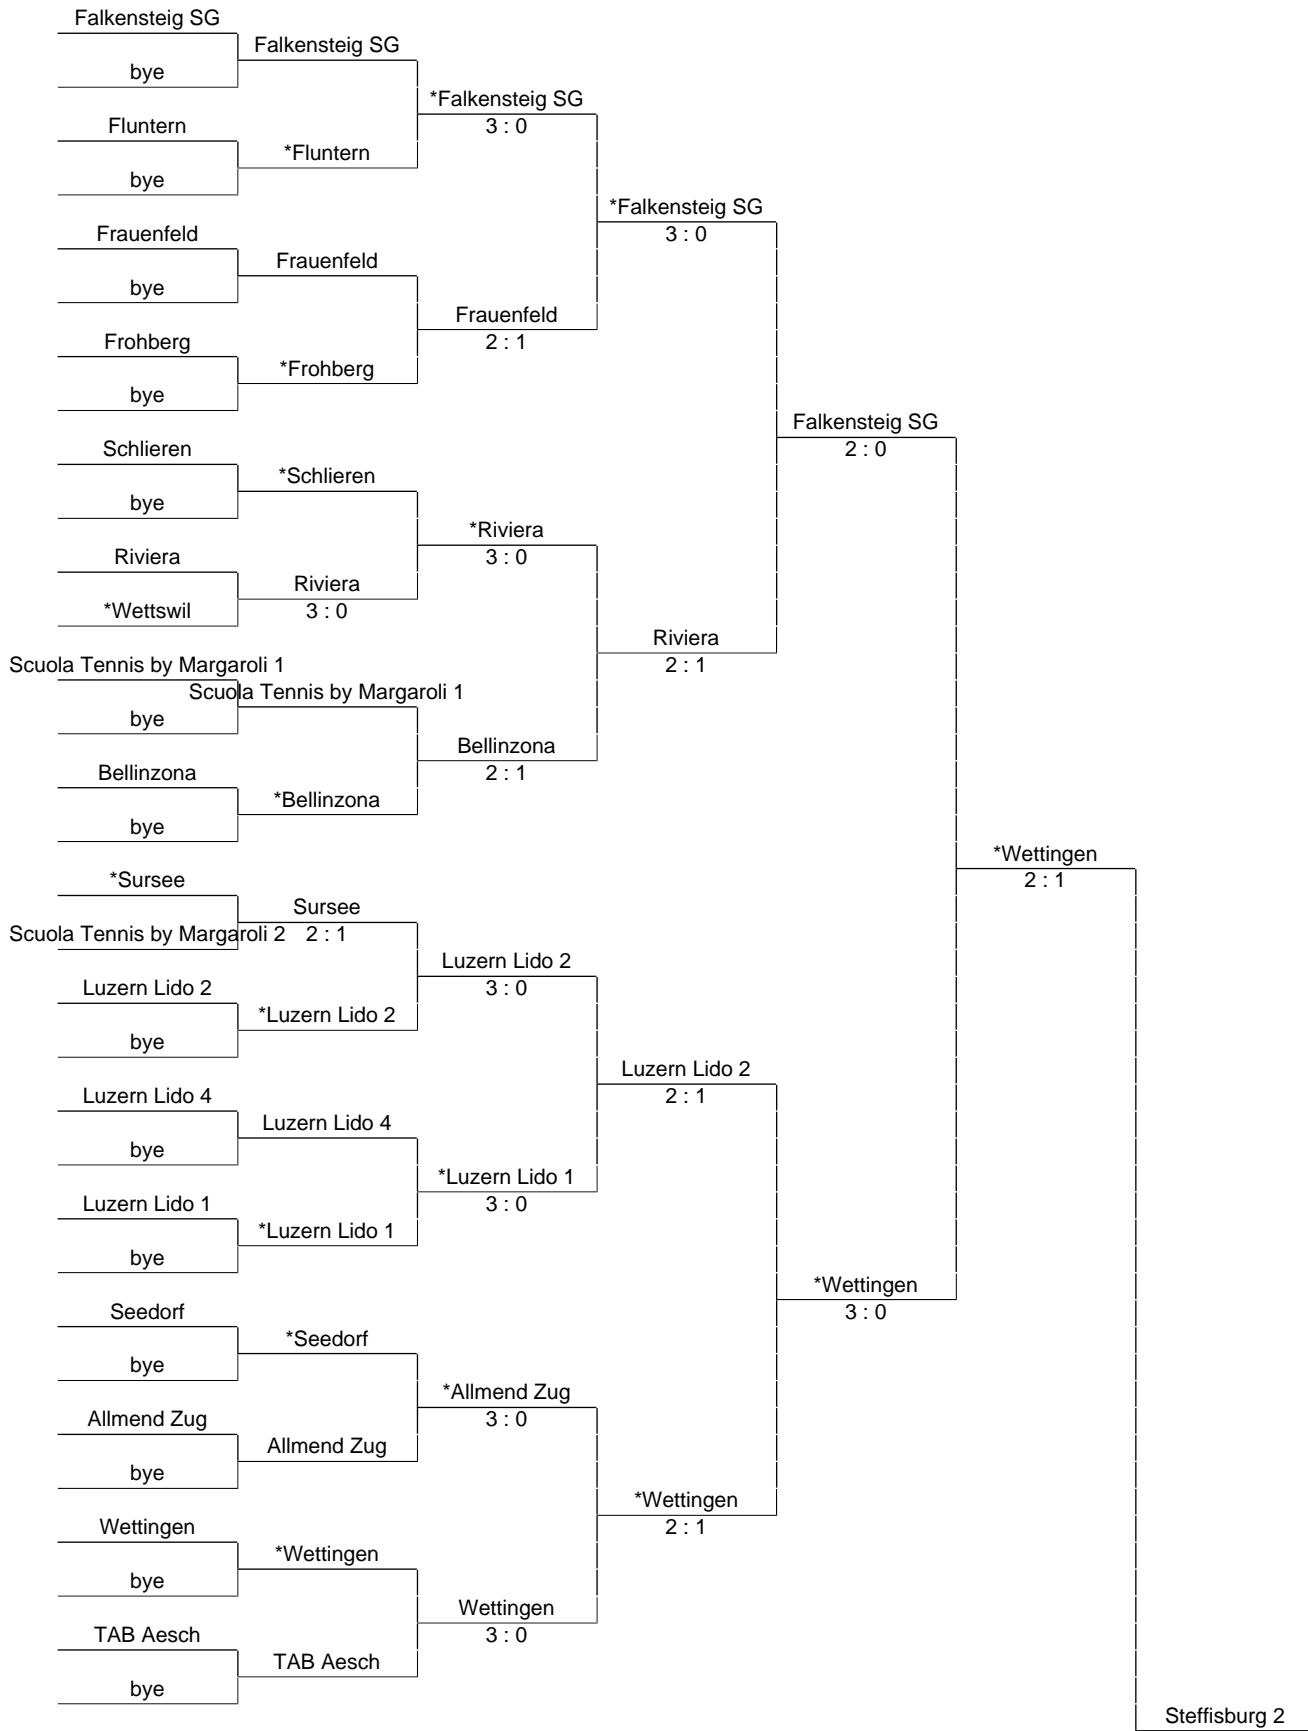 Falkensteig SG
Falkensteig SG
bye
*Falkensteig SG
Fluntern
3 : 0
*Fluntern
bye
*Falkensteig SG
Frauenfeld
3 : 0
Frauenfeld
bye
Frauenfeld
Frohberg
2 : 1
*Frohberg
bye
Falkensteig SG
Schlieren
2 : 0
*Schlieren
bye
*Riviera
Riviera
3 : 0
Riviera
*Wettswil
3 : 0
Riviera
Scuola Tennis by Margaroli 1
2 : 1
Scuola Tennis by Margaroli 1
bye
Bellinzona
Bellinzona
2 : 1
*Bellinzona
bye
*Wettingen
*Sursee
2 : 1
Sursee
Scuola Tennis by Margaroli 2
2 : 1
Luzern Lido 2
Luzern Lido 2
3 : 0
*Luzern Lido 2
bye
Luzern Lido 2
Luzern Lido 4
2 : 1
Luzern Lido 4
bye
*Luzern Lido 1
Luzern Lido 1
3 : 0
*Luzern Lido 1
bye
*Wettingen
Seedorf
3 : 0
*Seedorf
bye
*Allmend Zug
Allmend Zug
3 : 0
Allmend Zug
bye
*Wettingen
Wettingen
2 : 1
*Wettingen
bye
Wettingen
TAB Aesch
3 : 0
TAB Aesch
bye
Steffisburg 2